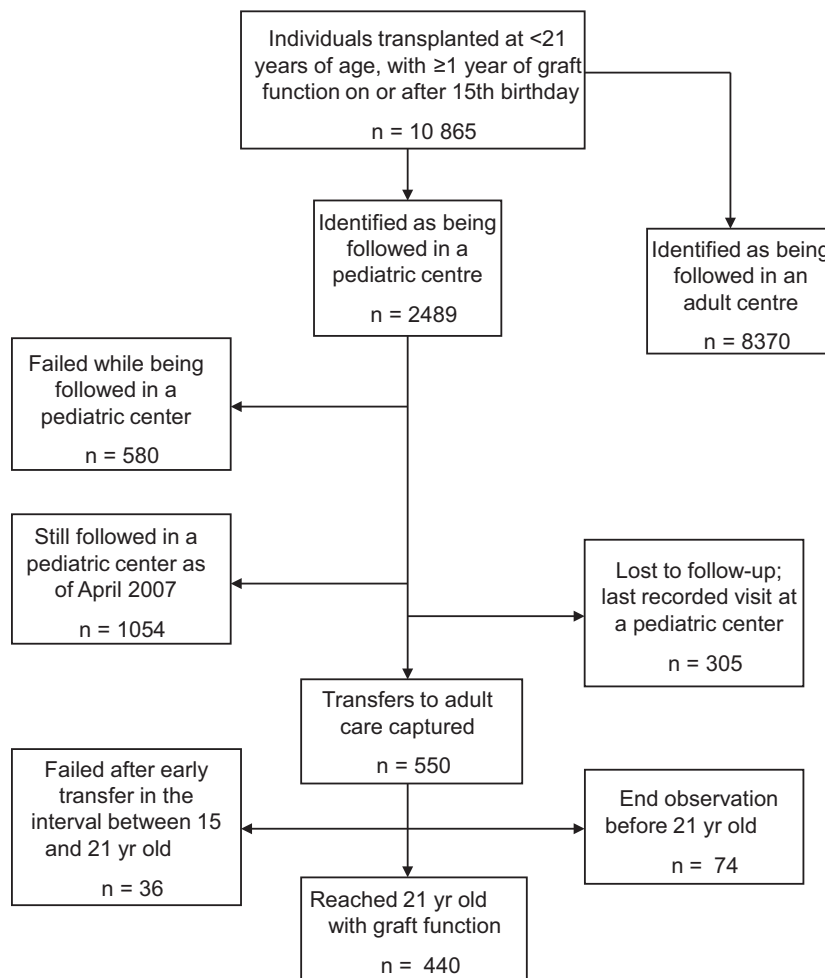 Individuals transplanted at <21
years of age, with ≥1 year of graft
function on or after 15th birthday
n = 10 865
Identified as being
followed in a
pediatric centre
n = 2489
Identified as being
followed in an
adult centre
n = 8370
Failed while being
followed in a
pediatric center
n = 580
Still followed in a
pediatric center as
of April 2007
n = 1054
Lost to follow-up;
last recorded visit at
a pediatric center
n = 305
Transfers to adult
care captured
n = 550
Failed after early
transfer in the
interval between 15
and 21 yr old
n = 36
End observation
before 21 yr old
n = 74
Reached 21 yr old
with graft function
n = 440